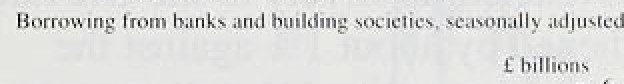 Borrowing from banks and building societies, seasonally adjusted
£ billions